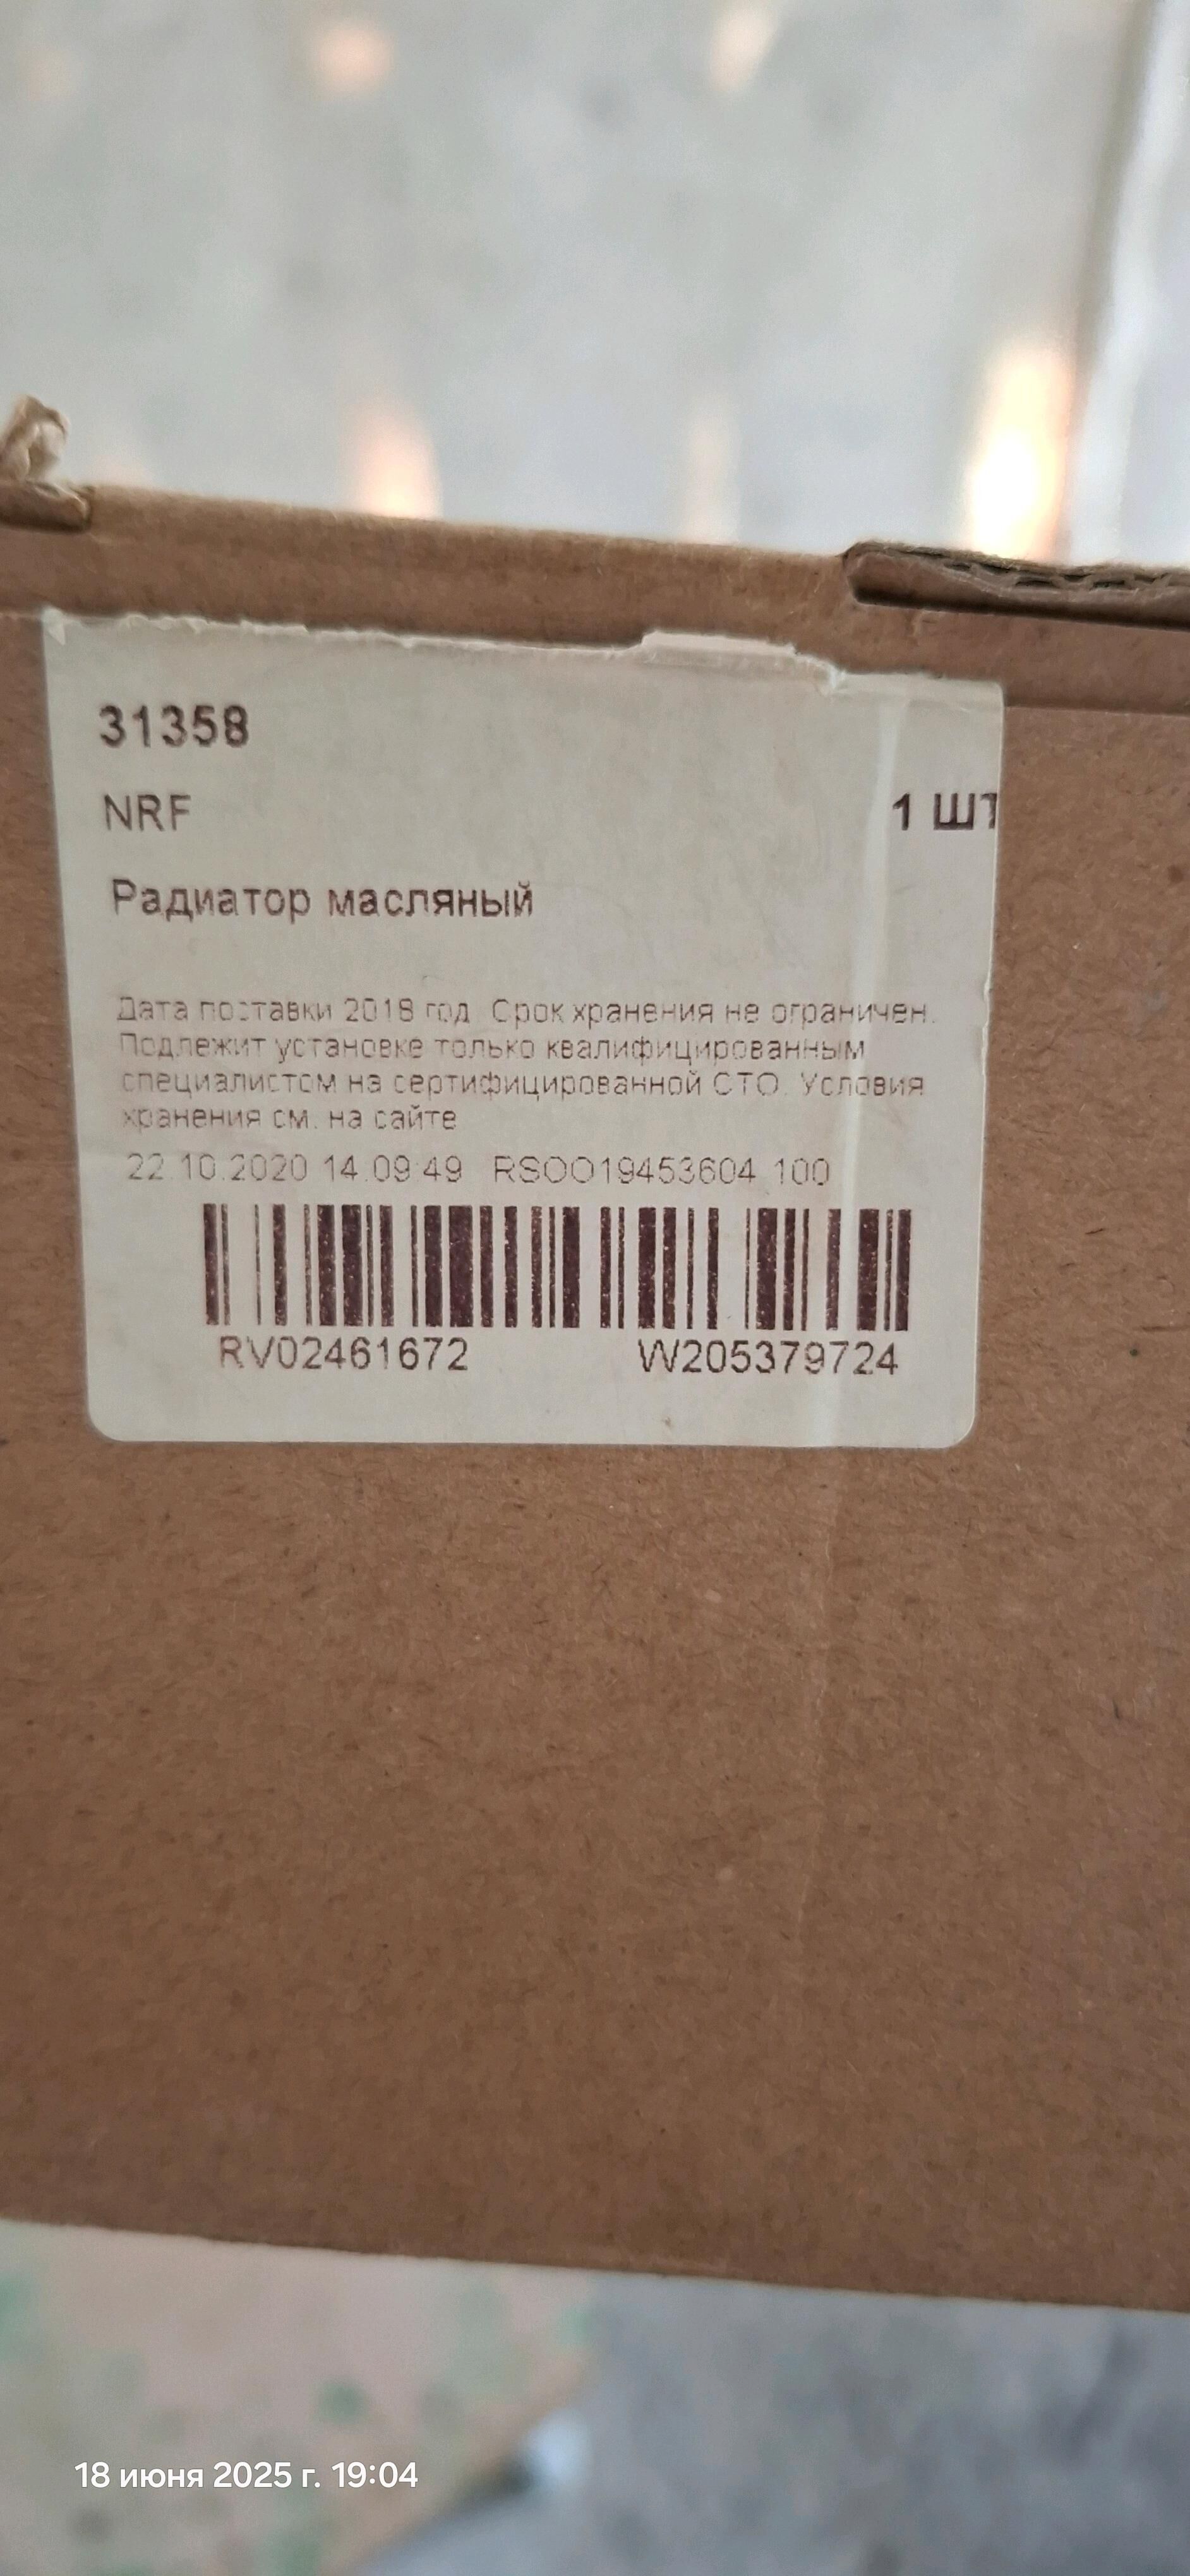 31358
NRF
1 ШТ
Радиатор масляный
Дата поставки 2018 год. Срок хранения не ограничен.
Подлежит установке только квалифицированным
специалистом на сертифицированной СТО. Условия
хранения см. на сайте
22.10.2020 14:09:49 RSOO19453604 100
RV02461672 W205379724
18 июня 2025 г. 19:04